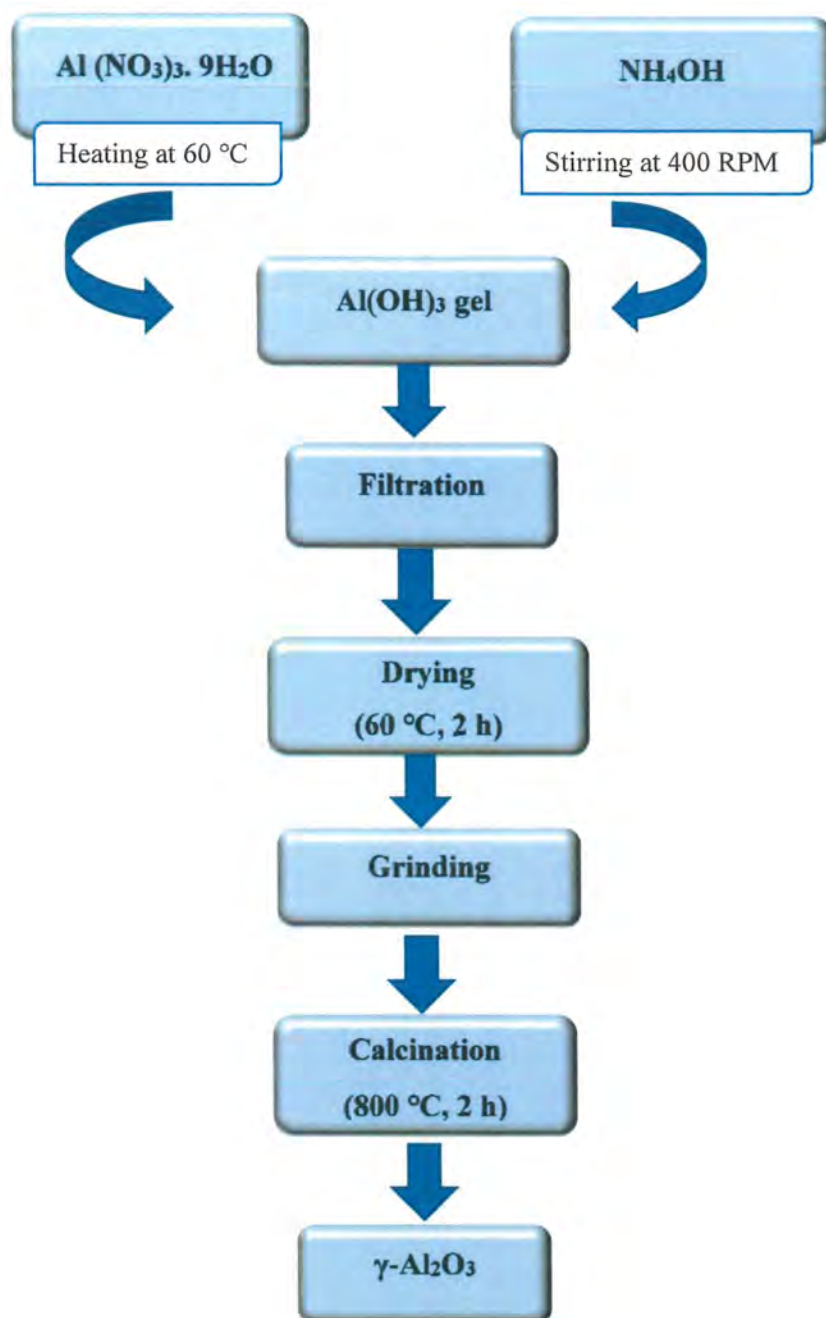 Al (NO₃)₃. 9H₂O
Heating at 60 °C
NH₄OH
Stirring at 400 RPM
Al(OH)₃ gel
Filtration
Drying
(60 °C, 2 h)
Grinding
Calcination
(800 °C, 2 h)
γ-Al₂O₃